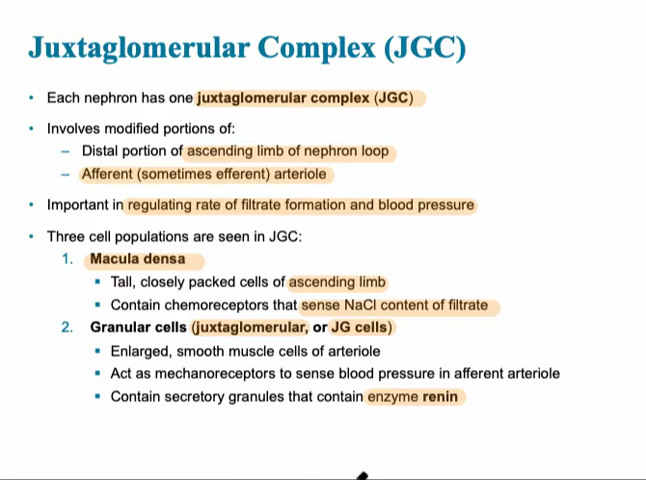 Juxtaglomerular Complex (JGC)
• Each nephron has one juxtaglomerular complex (JGC)
• Involves modified portions of:
– Distal portion of ascending limb of nephron loop
– Afferent (sometimes efferent) arteriole
• Important in regulating rate of filtrate formation and blood pressure
• Three cell populations are seen in JGC:
1. Macula densa
▪ Tall, closely packed cells of ascending limb
▪ Contain chemoreceptors that sense NaCl content of filtrate
2. Granular cells (juxtaglomerular, or JG cells)
▪ Enlarged, smooth muscle cells of arteriole
▪ Act as mechanoreceptors to sense blood pressure in afferent arteriole
▪ Contain secretory granules that contain enzyme renin